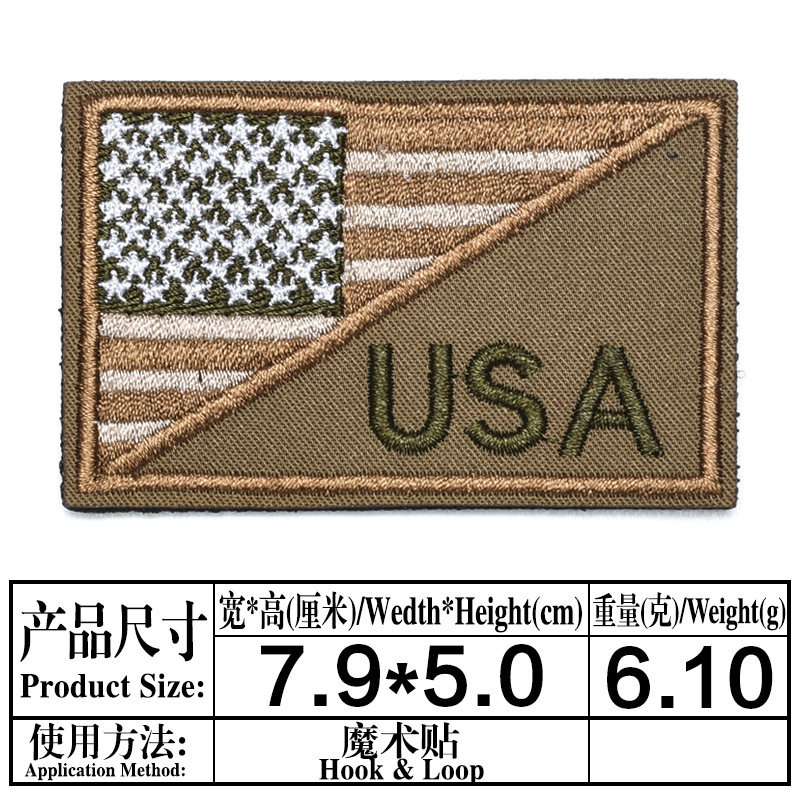 USA
产品尺寸
Product Size:
宽*高(厘米)/Wedth*Height(cm)
重量(克)/Weight(g)
7.9*5.0
6.10
使用方法:
Application Method:
魔术贴
Hook & Loop